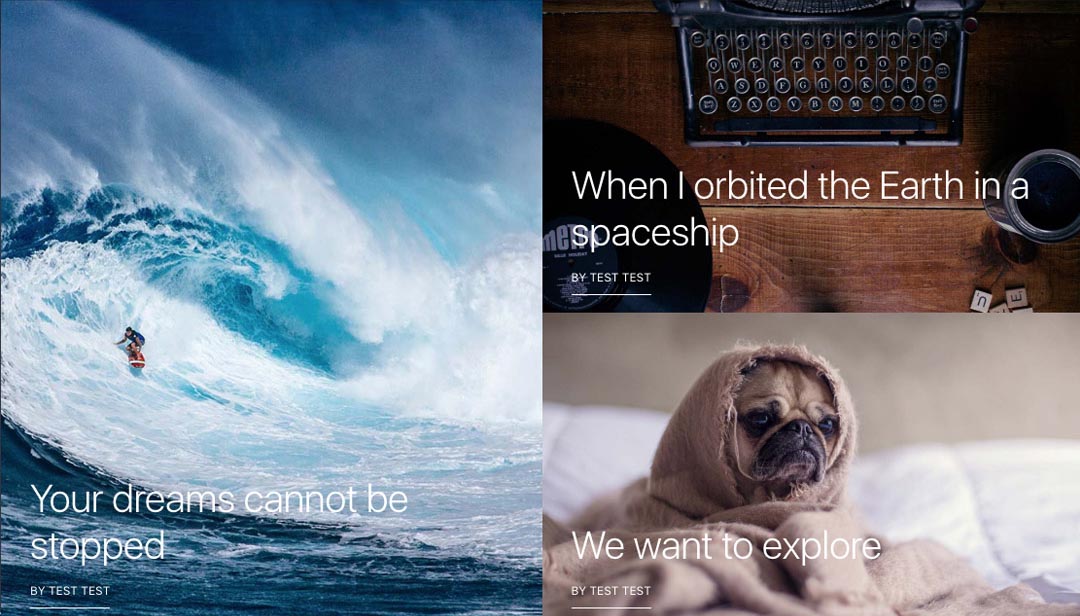 Your dreams cannot be
stopped
BY TEST TEST
Q W E R T Y U I O P
A S D F G H J K L
Z X C V B N M
When I orbited the Earth in a
spaceship
BY TEST TEST
We want to explore
BY TEST TEST